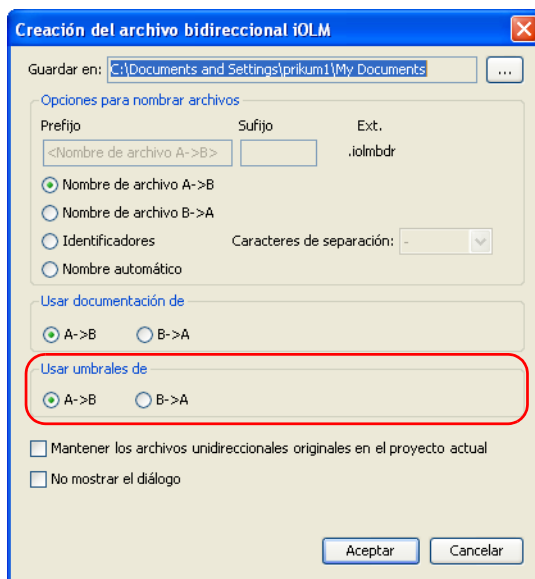 Creación del archivo bidireccional iOLM
Guardar en: C:\Documents and Settings\prikum1\My Documents ...
Opciones para nombrar archivos
Prefijo Sufijo Ext.
<Nombre de archivo A->B> .iolmbdr
Nombre de archivo A->B
Nombre de archivo B->A
Identificadores Caracteres de separación: -
Nombre automático
Usar documentación de
A->B B->A
Usar umbrales de
A->B B->A
Mantener los archivos unidireccionales originales en el proyecto actual
No mostrar el diálogo
Aceptar Cancelar